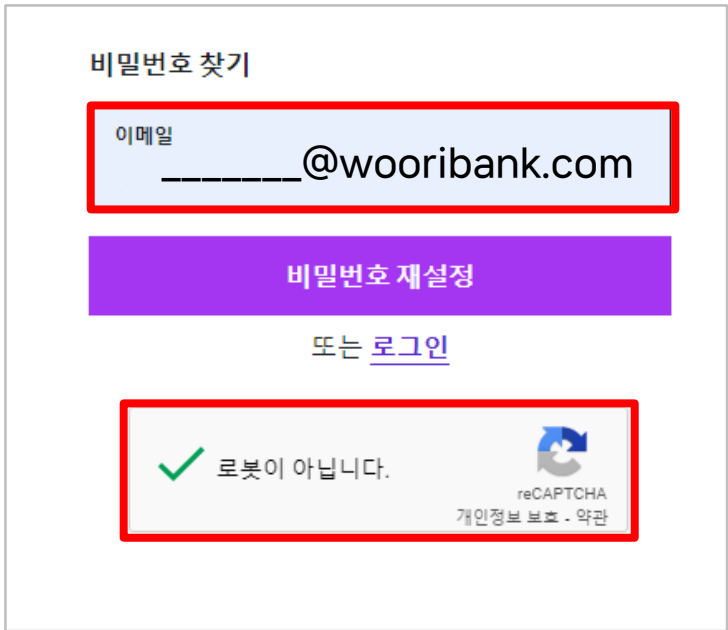 비밀번호 찾기
이메일
_______@wooribank.com
비밀번호 재설정
또는 로그인
로봇이 아닙니다.
reCAPTCHA
개인정보 보호 - 약관